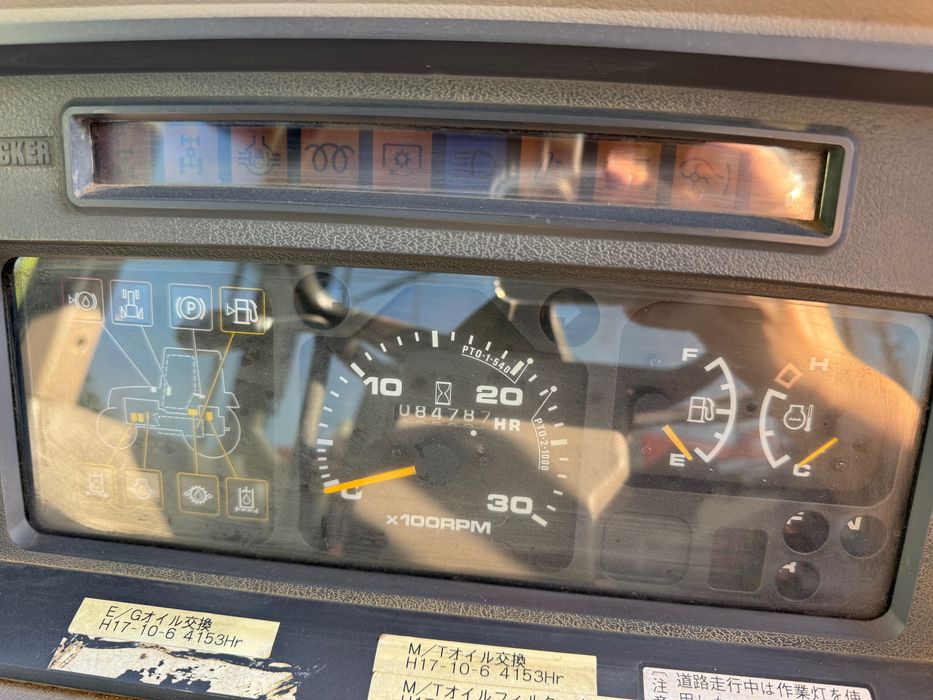 CKER
P
PTO-1-540
10
20
084787
HR
PTO-2-1000
0
30
x100RPM
F
E
H
C
F
N
E/Gオイル交換
H17-10-6 4153Hr
M/Tオイル交換
H17-10-6 4153Hr
M/Tオイルフィルタ
注
道路走行中は作業灯を使